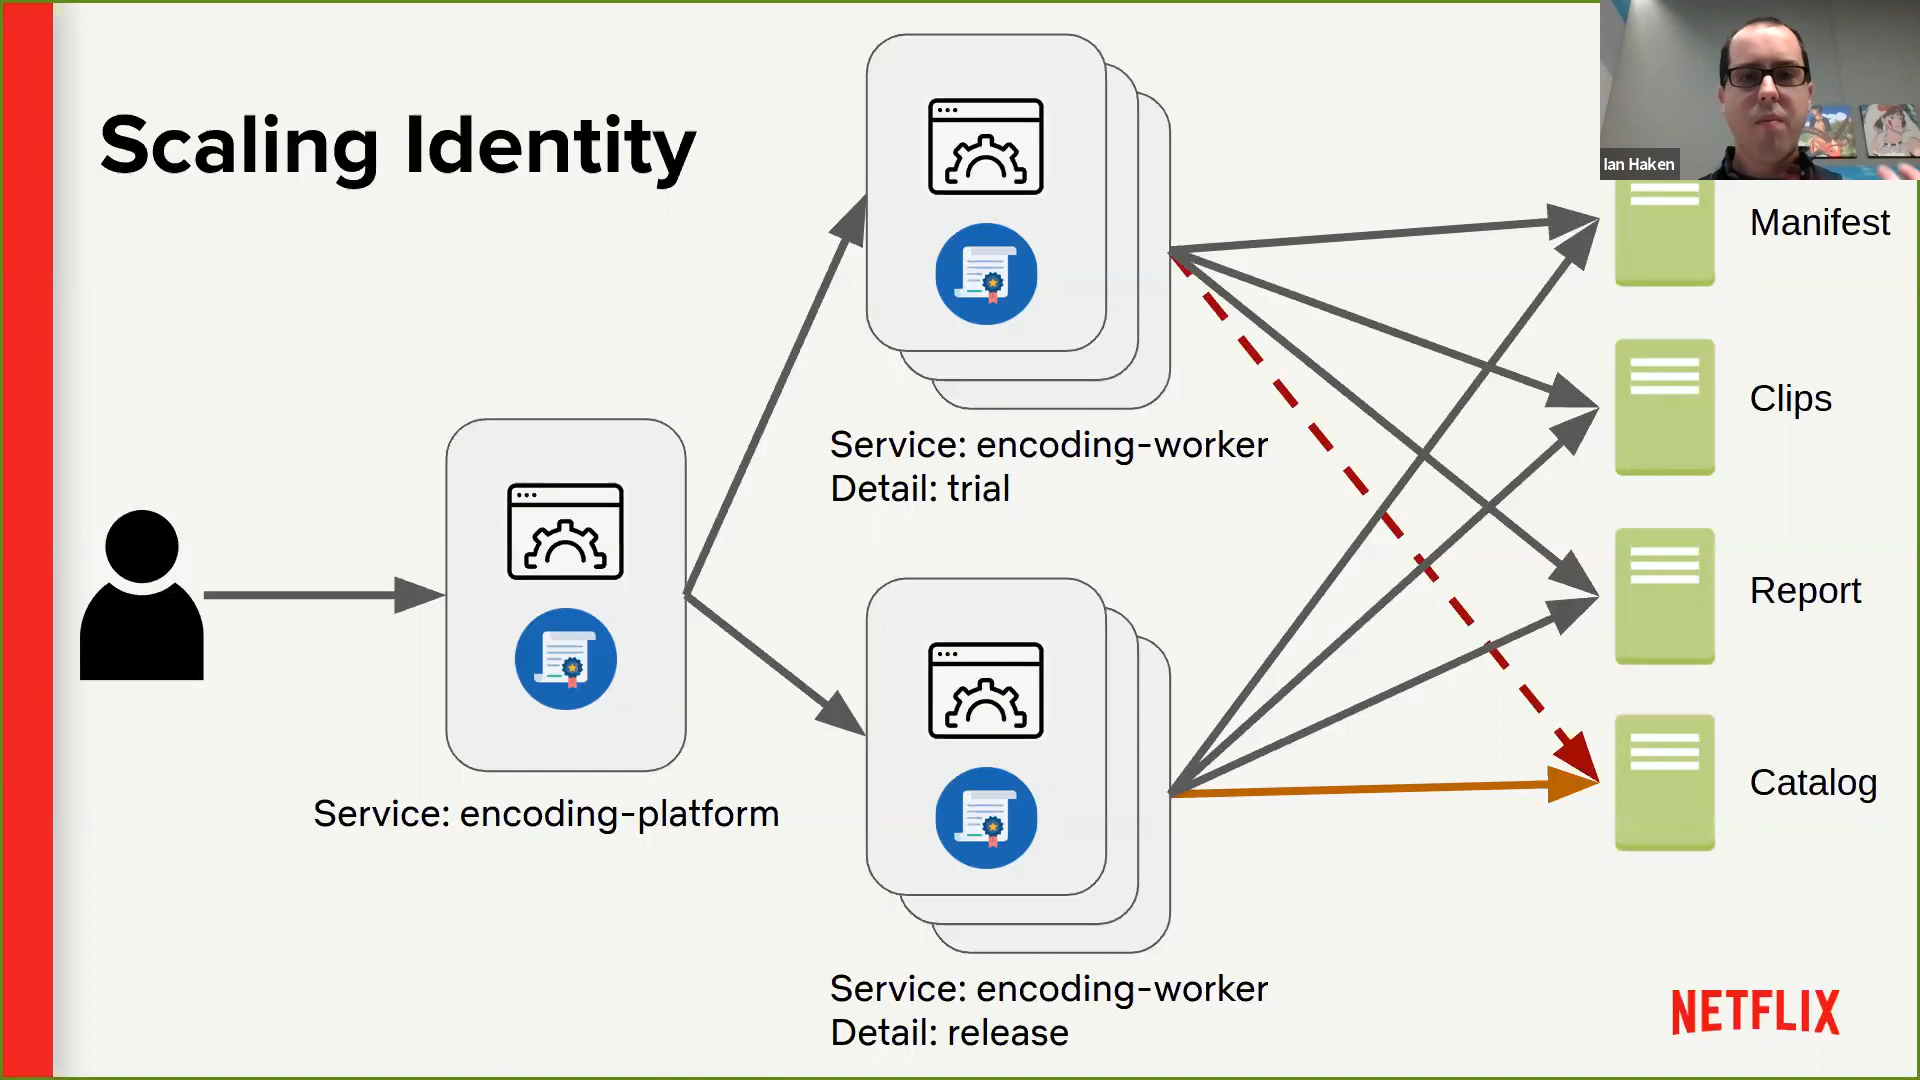 Scaling Identity
Ian Haken
Manifest
Clips
Service: encoding-worker
Detail: trial
Report
Service: encoding-platform
Catalog
Service: encoding-worker
Detail: release
NETFLIX